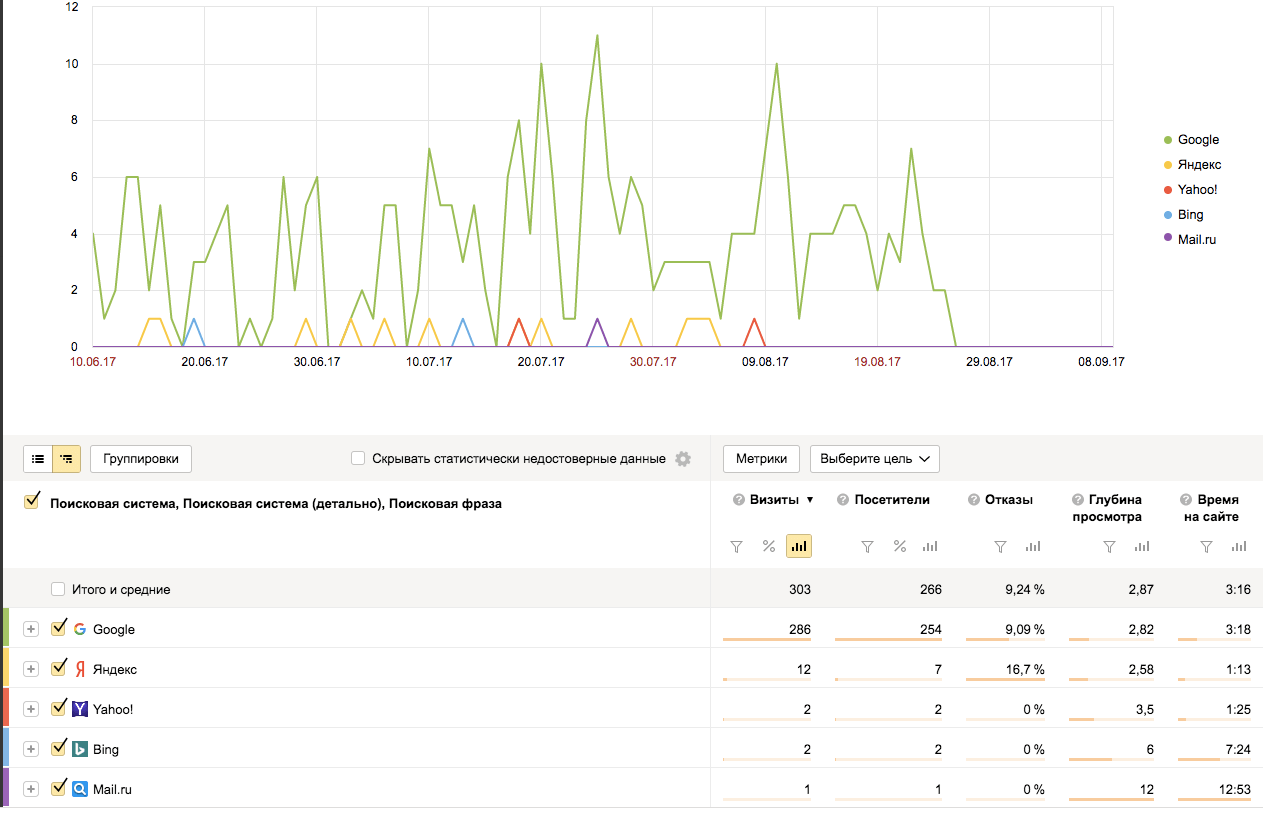 12
10
8
6
4
2
0
10.06.17 20.06.17 30.06.17 10.07.17 20.07.17 30.07.17 09.08.17 19.08.17 29.08.17 08.09.17
Google
Яндекс
Yahoo!
Bing
Mail.ru
Группировки Скрывать статистически недостоверные данные Метрики Выберите цель
Поисковая система, Поисковая система (детально), Поисковая фраза
? Визиты ▼ ? Посетители ? Отказы ? Глубина просмотра ? Время на сайте
% %
Итого и средние 303 266 9,24 % 2,87 3:16
Google 286 254 9,09 % 2,82 3:18
Яндекс 12 7 16,7 % 2,58 1:13
Yahoo! 2 2 0 % 3,5 1:25
Bing 2 2 0 % 6 7:24
Mail.ru 1 1 0 % 12 12:53